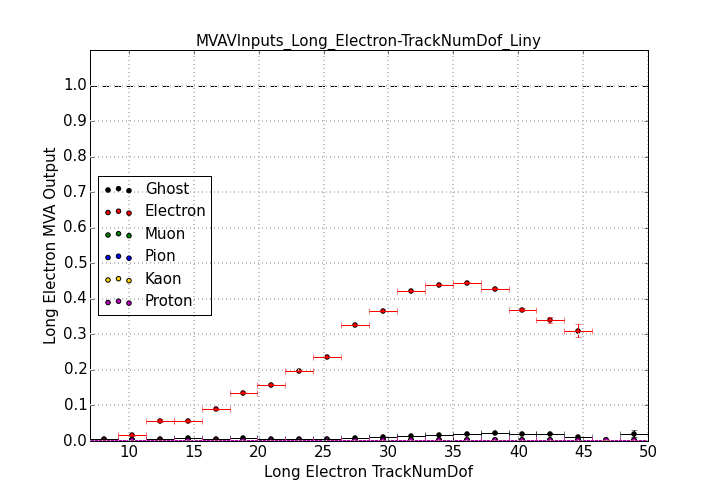 MVAVInputs_Long_Electron-TrackNumDof_Liny
1.0
0.9
0.8
0.7
0.6
0.5
0.4
0.3
0.2
0.1
0.0
Long Electron MVA Output
Ghost
Electron
Muon
Pion
Kaon
Proton
10 15 20 25 30 35 40 45 50
Long Electron TrackNumDof